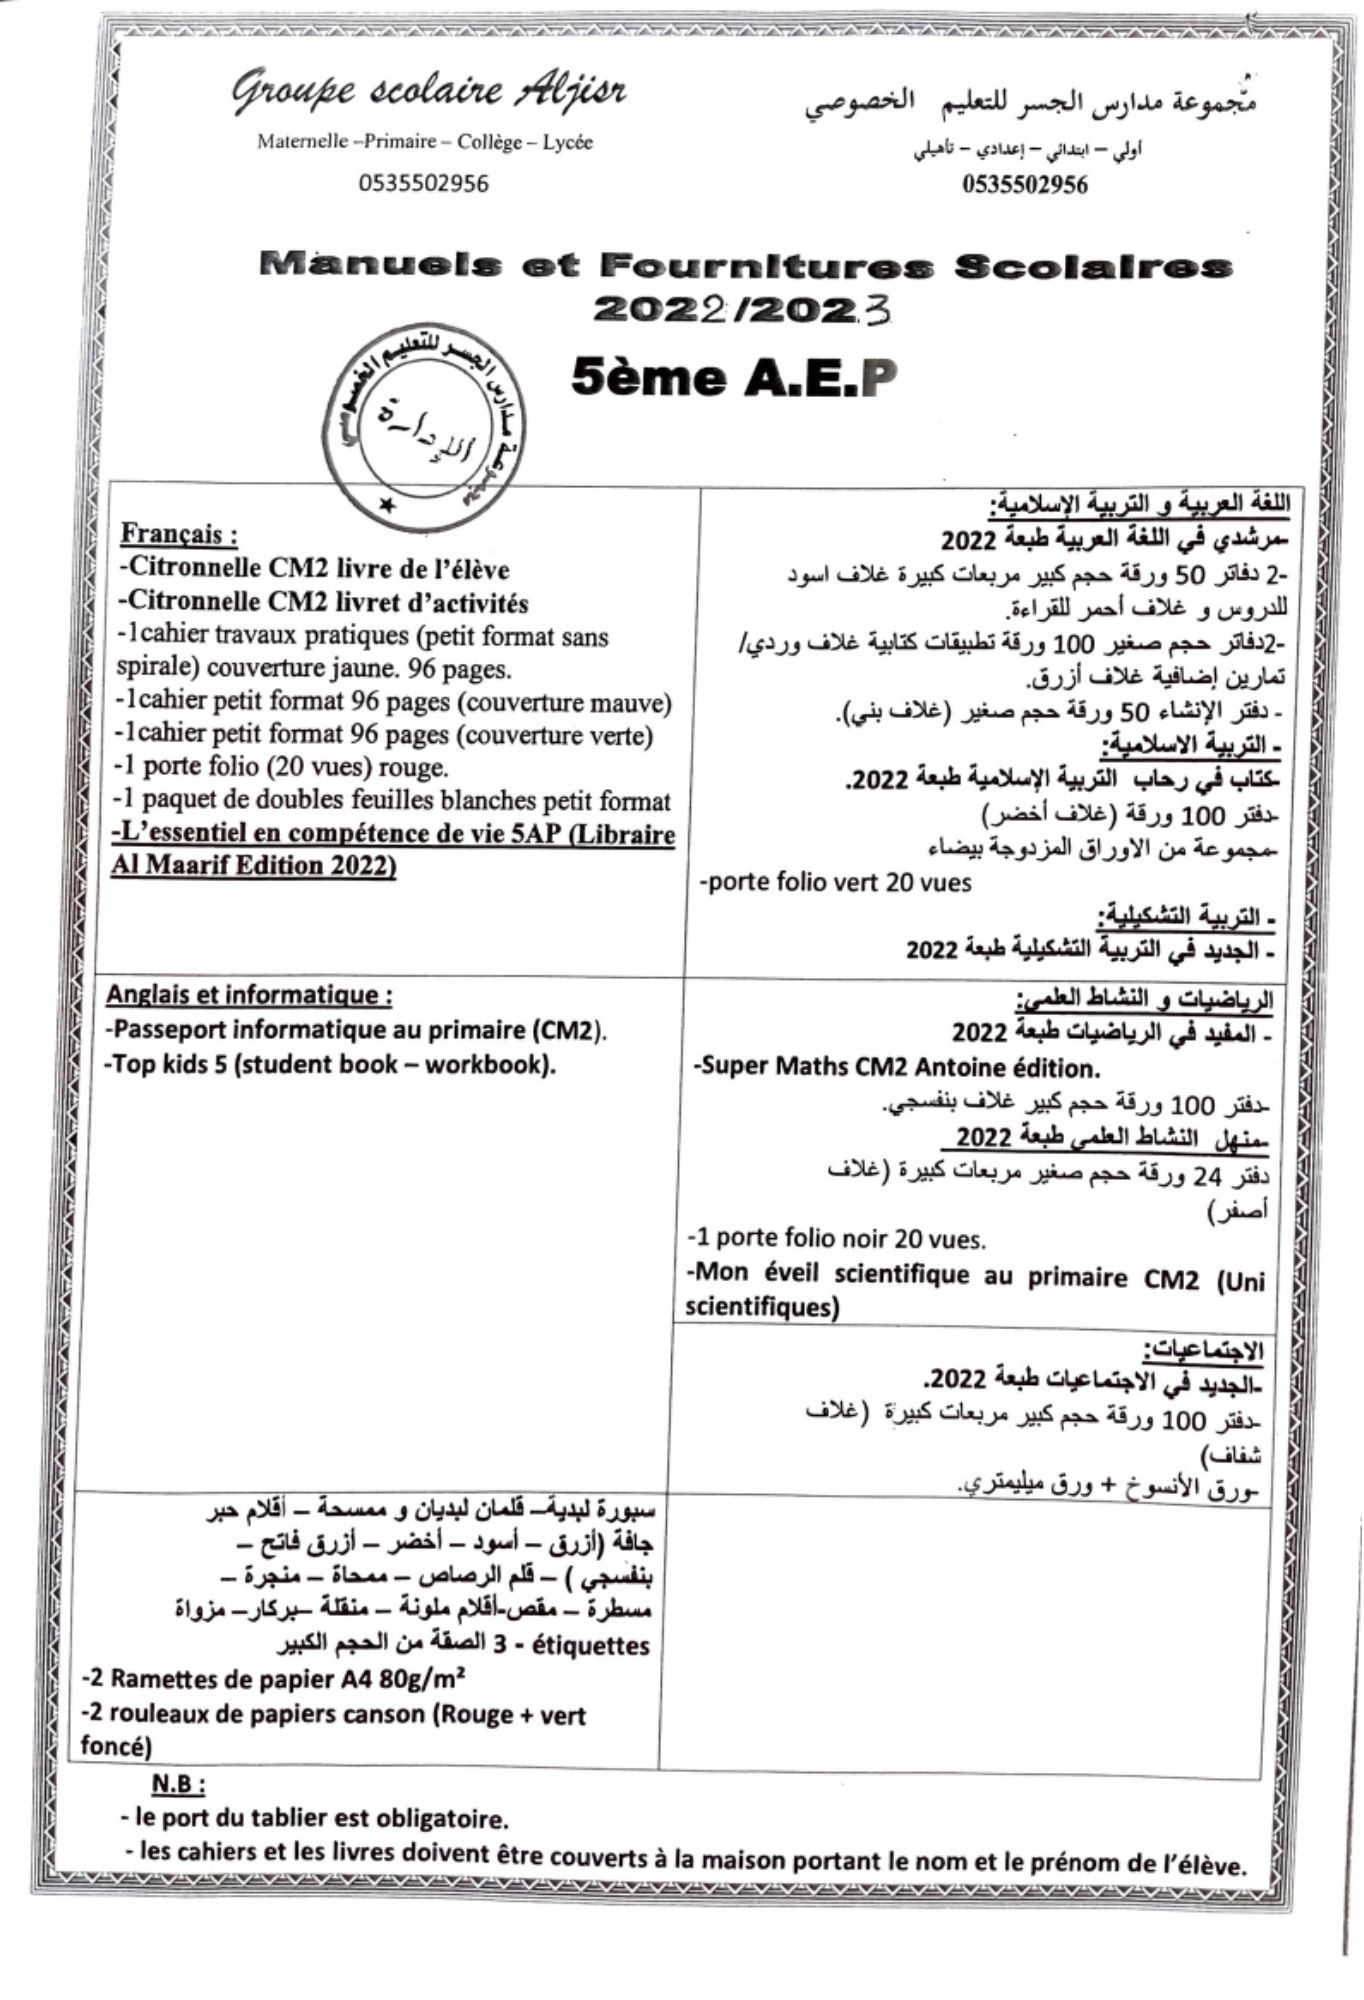 Groupe scolaire Aljisr
Maternelle –Primaire – Collège – Lycée
0535502956
مجموعة مدارس الجسر للتعليم الخصوصي
أولي – ابتدائي – إعدادي – تأهيلي
0535502956
Manuels et Fournitures Scolaires
2022/2023
5ème A.E.P
مجموعة مدارس الجسر للتعليم الخصوصي
الإدارة
Français :
-Citronnelle CM2 livre de l’élève
-Citronnelle CM2 livret d’activités
-1cahier travaux pratiques (petit format sans
spirale) couverture jaune. 96 pages.
-1cahier petit format 96 pages (couverture mauve)
-1cahier petit format 96 pages (couverture verte)
-1 porte folio (20 vues) rouge.
-1 paquet de doubles feuilles blanches petit format
-L’essentiel en compétence de vie 5AP (Libraire
Al Maarif Edition 2022)
اللغة العربية و التربية الإسلامية:
-مرشدي في اللغة العربية طبعة 2022
-2 دفاتر 50 ورقة حجم كبير مربعات كبيرة غلاف اسود
للدروس و غلاف أحمر للقراءة.
-2دفاتر حجم صغير 100 ورقة تطبيقات كتابية غلاف وردي/
تمارين إضافية غلاف أزرق.
- دفتر الإنشاء 50 ورقة حجم صغير (غلاف بني).
- التربية الاسلامية:
-كتاب في رحاب التربية الإسلامية طبعة 2022.
-دفتر 100 ورقة (غلاف أخضر)
-مجموعة من الاوراق المزدوجة بيضاء
-porte folio vert 20 vues
- التربية التشكيلية:
- الجديد في التربية التشكيلية طبعة 2022
Anglais et informatique :
-Passeport informatique au primaire (CM2).
-Top kids 5 (student book – workbook).
الرياضيات و النشاط العلمي:
- المفيد في الرياضيات طبعة 2022
-Super Maths CM2 Antoine édition.
-دفتر 100 ورقة حجم كبير غلاف بنفسجي.
-منهل النشاط العلمي طبعة 2022
دفتر 24 ورقة حجم صغير مربعات كبيرة (غلاف
أصفر)
-1 porte folio noir 20 vues.
-Mon éveil scientifique au primaire CM2 (Uni
scientifiques)
الاجتماعيات:
-الجديد في الاجتماعيات طبعة 2022.
-دفتر 100 ورقة حجم كبير مربعات كبيرة (غلاف
شفاف)
-ورق الأنسوخ + ورق ميليمتري.
سبورة لبدية– قلمان لبديان و ممسحة – أقلام حبر
جافة (أزرق – أسود – أخضر – أزرق فاتح –
بنفسجي ) – قلم الرصاص – ممحاة – منجرة –
مسطرة – مقص-أقلام ملونة – منقلة –بركار– مزواة
étiquettes - 3 الصقة من الحجم الكبير
-2 Ramettes de papier A4 80g/m²
-2 rouleaux de papiers canson (Rouge + vert
foncé)
N.B :
- le port du tablier est obligatoire.
- les cahiers et les livres doivent être couverts à la maison portant le nom et le prénom de l’élève.